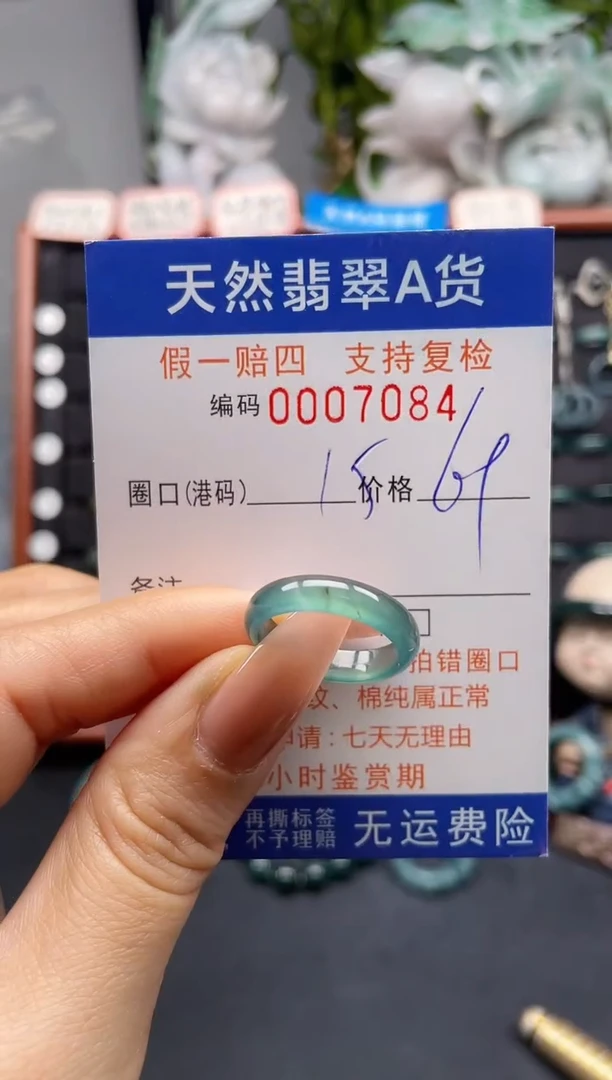 天然翡翠A货
假一赔四 支持复检
编码 0007084
圈口(港码) 15 价格 69
备注
拍错圈口
纹、棉纯属正常
申请:七天无理由
小时鉴赏期
再撕标签
不予理赔
无运费险